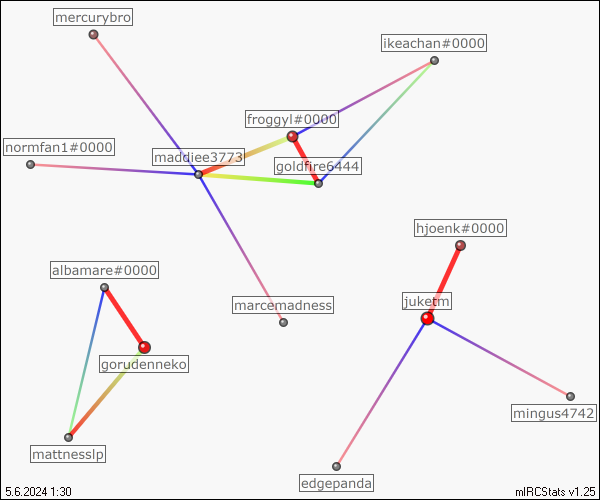 mercurybro
ikeachan#0000
froggyl#0000
normfan1#0000
maddiee3773
goldfire6444
hjoenk#0000
albamare#0000
marcemadness
juketm
gorudenneko
mingus4742
mattnesslp
edgepanda
5.6.2024 1:30
mIRCStats v1.25